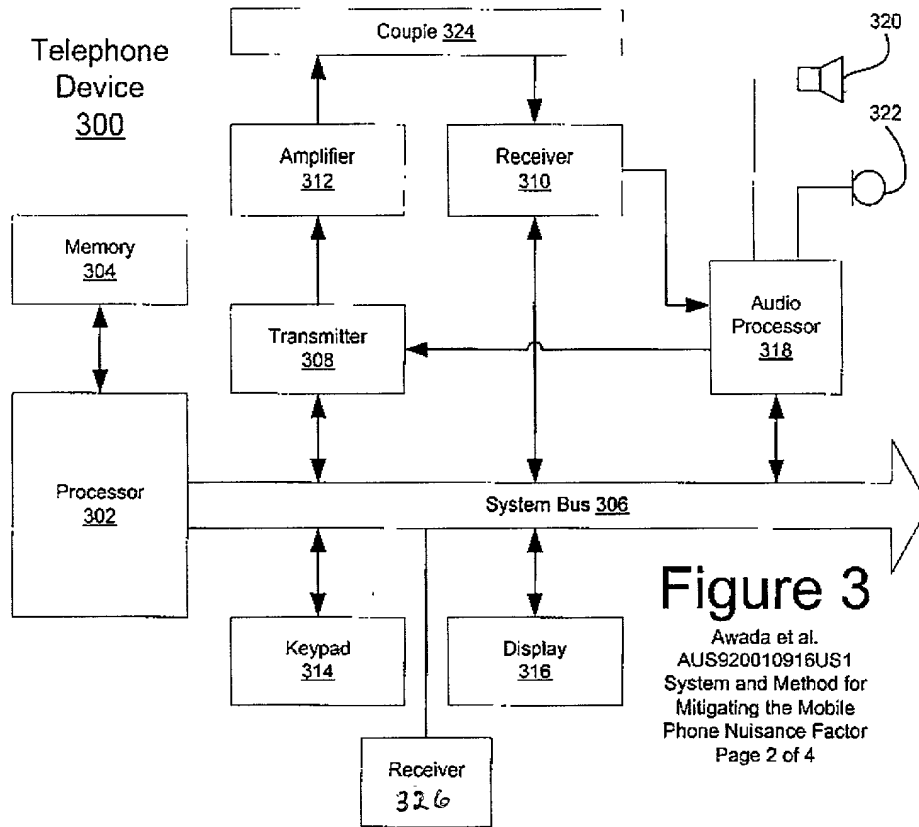 Couple 324
320
Telephone
Device
300
322
Amplifier
312
Receiver
310
Memory
304
Transmitter
308
Audio
Processor
318
Processor
302
System Bus 306
Keypad
314
Display
316
Receiver
326
Figure 3
Awada et al.
AUS920010916US1
System and Method for
Mitigating the Mobile
Phone Nuisance Factor
Page 2 of 4